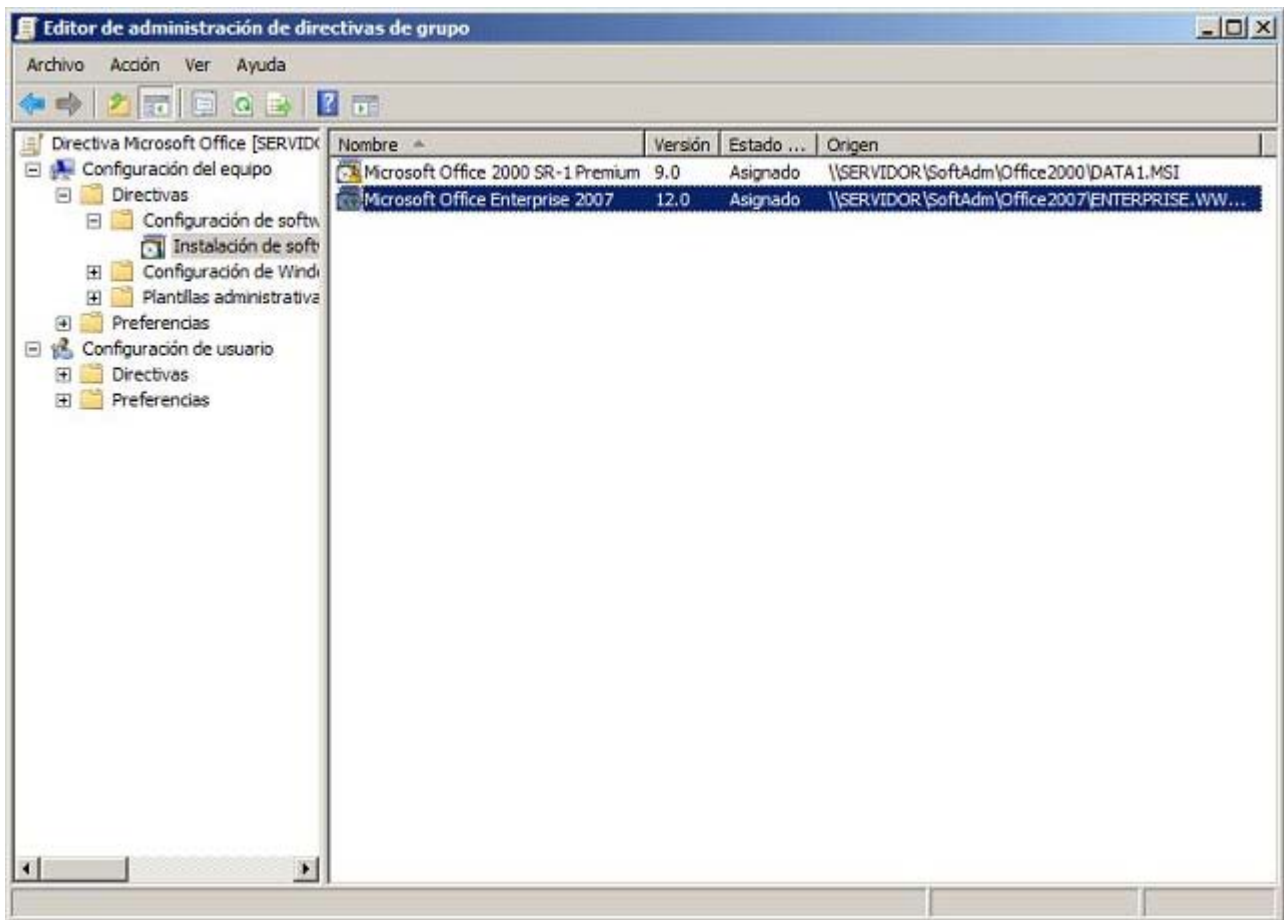 Editor de administración de directivas de grupo
Archivo Acción Ver Ayuda
Directiva Microsoft Office [SERVIDO
Configuración del equipo
Directivas
Configuración de softw
Instalación de soft
Configuración de Wind
Plantillas administrativa
Preferencias
Configuración de usuario
Directivas
Preferencias
Nombre Versión Estado ... Origen
Microsoft Office 2000 SR-1 Premium 9.0 Asignado \\SERVIDOR\SoftAdm\Office2000\DATA1.MSI
Microsoft Office Enterprise 2007 12.0 Asignado \\SERVIDOR\SoftAdm\Office2007\ENTERPRISE.WW...